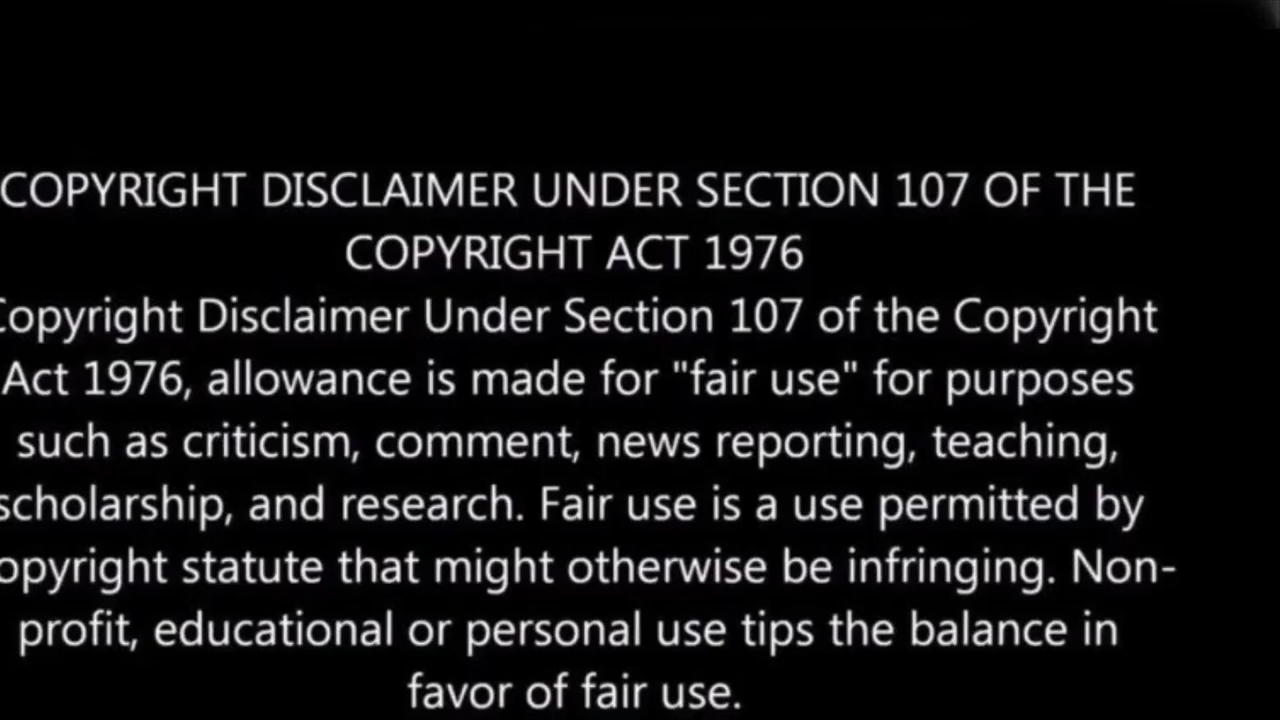 COPYRIGHT DISCLAIMER UNDER SECTION 107 OF THE
COPYRIGHT ACT 1976
Copyright Disclaimer Under Section 107 of the Copyright
Act 1976, allowance is made for "fair use" for purposes
such as criticism, comment, news reporting, teaching,
scholarship, and research. Fair use is a use permitted by
opyright statute that might otherwise be infringing. Non-
profit, educational or personal use tips the balance in
favor of fair use.